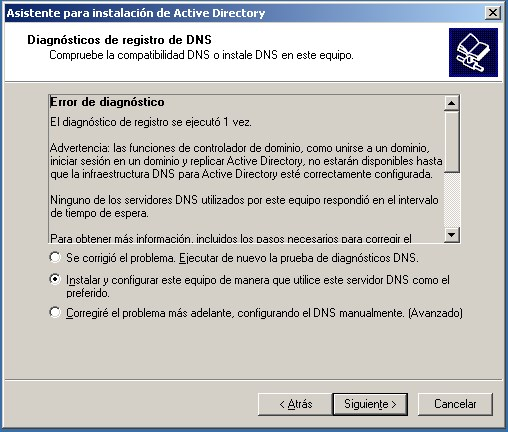 Asistente para instalación de Active Directory
Diagnósticos de registro de DNS
Compruebe la compatibilidad DNS o instale DNS en este equipo.
Error de diagnóstico
El diagnóstico de registro se ejecutó 1 vez.
Advertencia: las funciones de controlador de dominio, como unirse a un dominio,
iniciar sesión en un dominio y replicar Active Directory, no estarán disponibles hasta
que la infraestructura DNS para Active Directory esté correctamente configurada.
Ninguno de los servidores DNS utilizados por este equipo respondió en el intervalo
de tiempo de espera.
Para obtener más información, incluidos los pasos necesarios para corregir el
Se corrigió el problema. Ejecutar de nuevo la prueba de diagnósticos DNS.
Instalar y configurar este equipo de manera que utilice este servidor DNS como el
preferido.
Corregiré el problema más adelante, configurando el DNS manualmente. (Avanzado)
< Atrás
Siguiente >
Cancelar